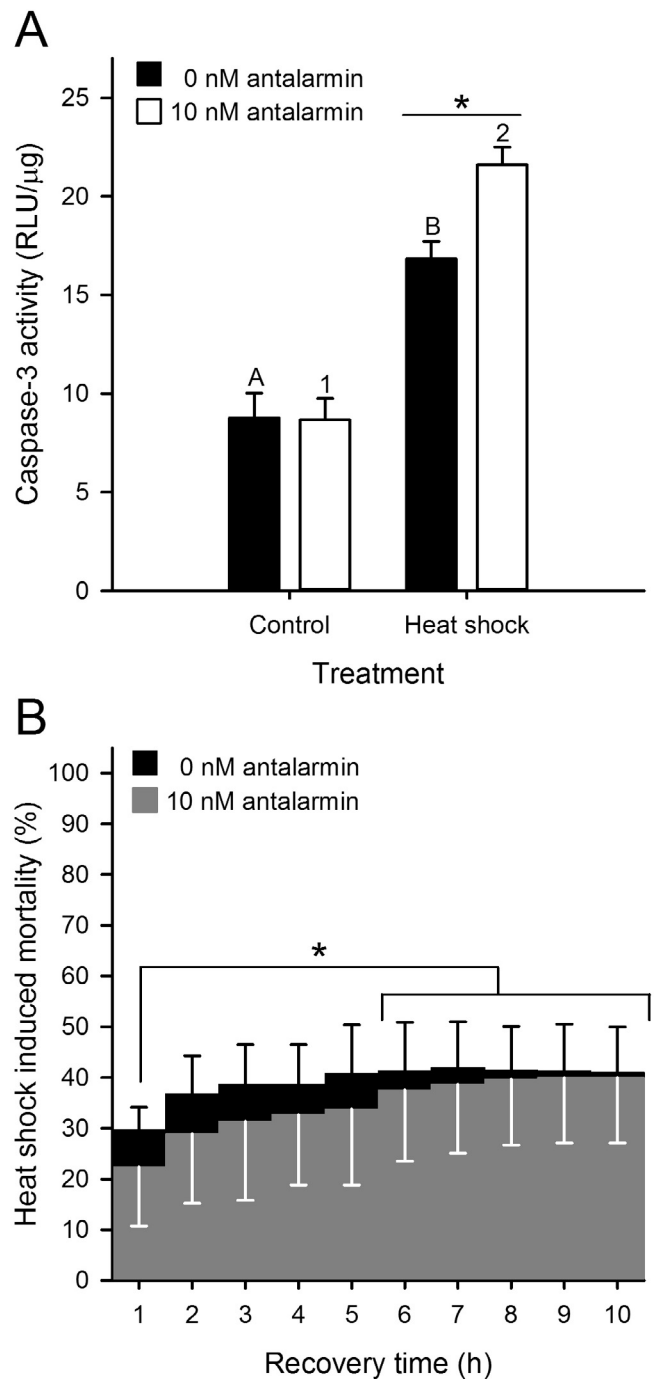 A
0 nM antalarmin
10 nM antalarmin
25
20
15
10
5
0
Caspase-3 activity (RLU/μg)
*
A
1
B
2
Control
Heat shock
Treatment
B
0 nM antalarmin
10 nM antalarmin
100
90
80
70
60
50
40
30
20
10
0
Heat shock induced mortality (%)
*
1 2 3 4 5 6 7 8 9 10
Recovery time (h)